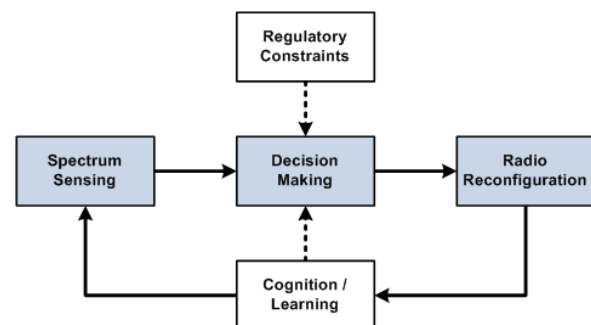 Regulatory
Constraints
Spectrum
Sensing
Decision
Making
Radio
Reconfiguration
Cognition /
Learning